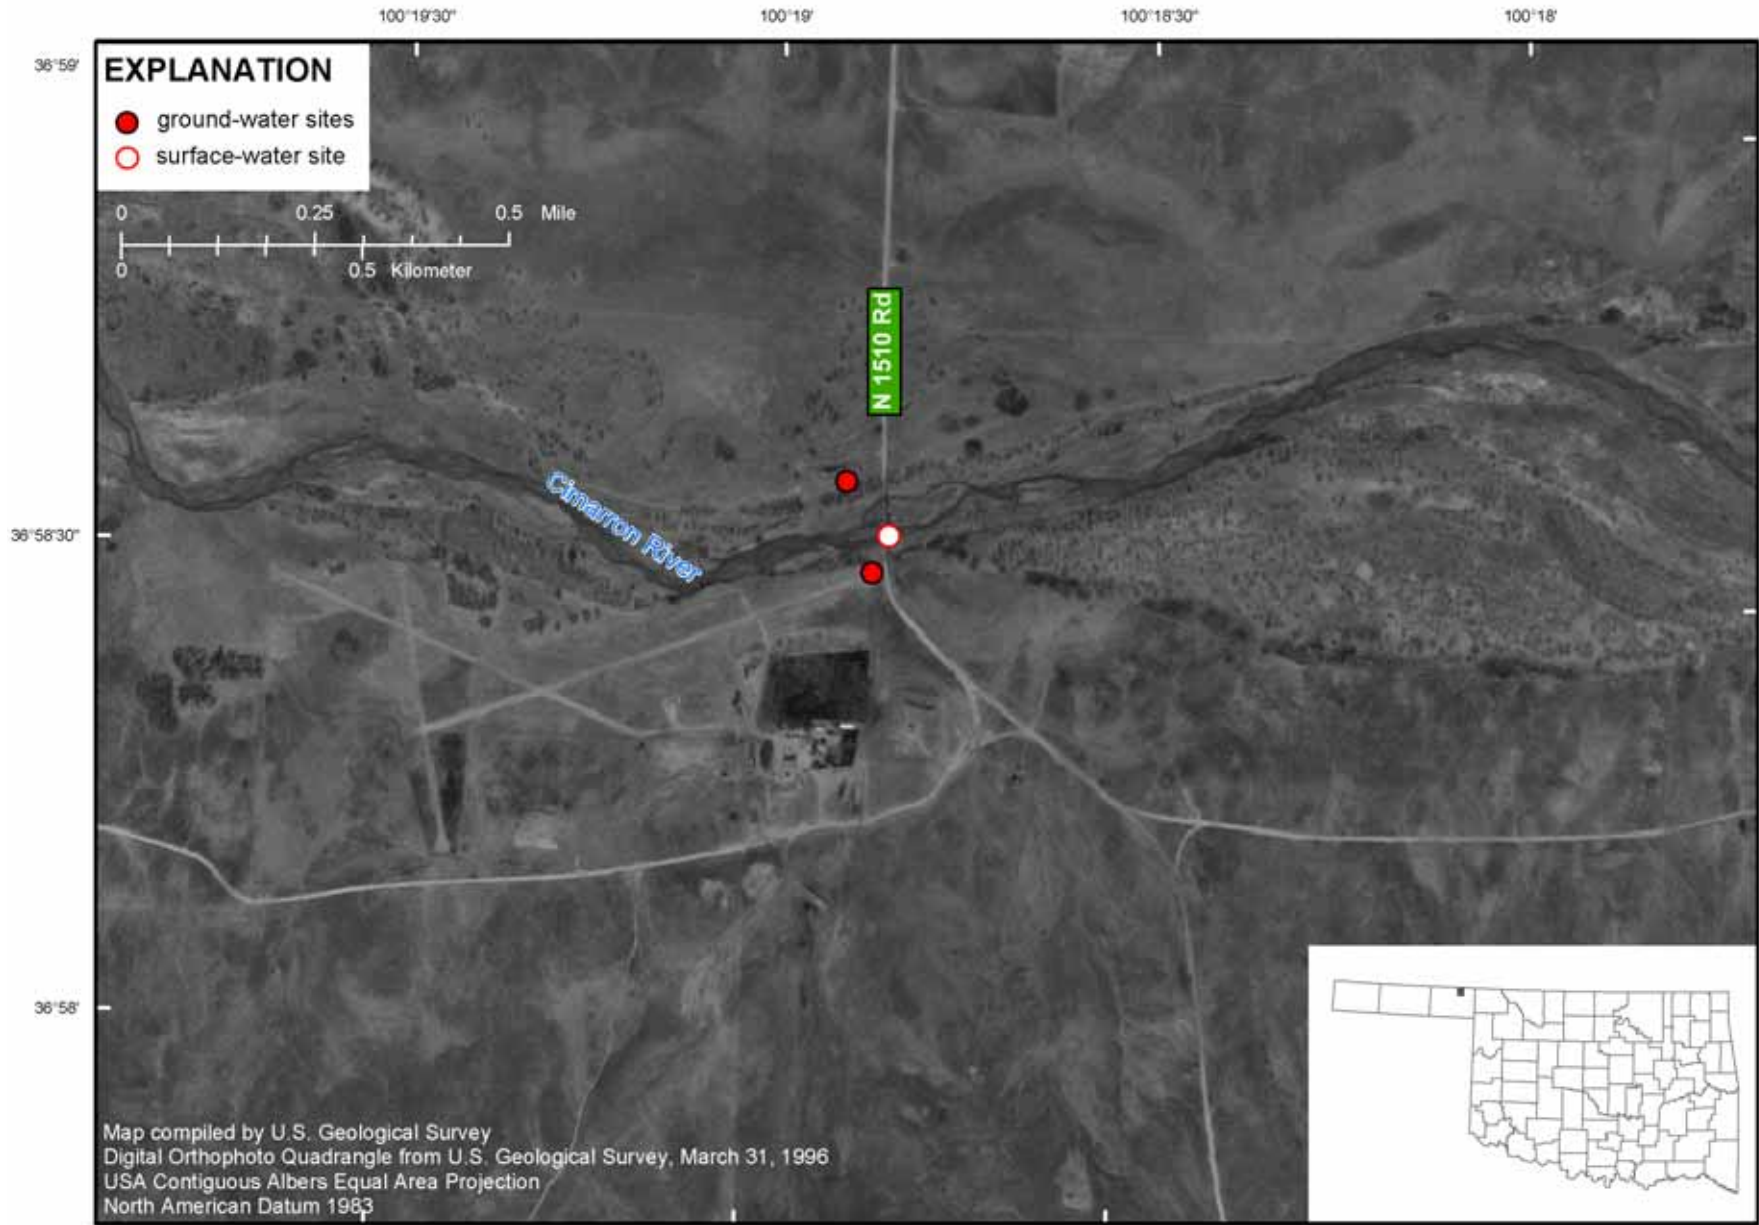 100°19'30"
100°19'
100°18'30"
100°18'
36°59'
EXPLANATION
ground-water sites
surface-water site
0 0.25 0.5 Mile
0 0.5 Kilometer
N 1510 Rd
Cimarron River
36°58'30"
36°58'
Map compiled by U.S. Geological Survey
Digital Orthophoto Quadrangle from U.S. Geological Survey, March 31, 1996
USA Contiguous Albers Equal Area Projection
North American Datum 1983